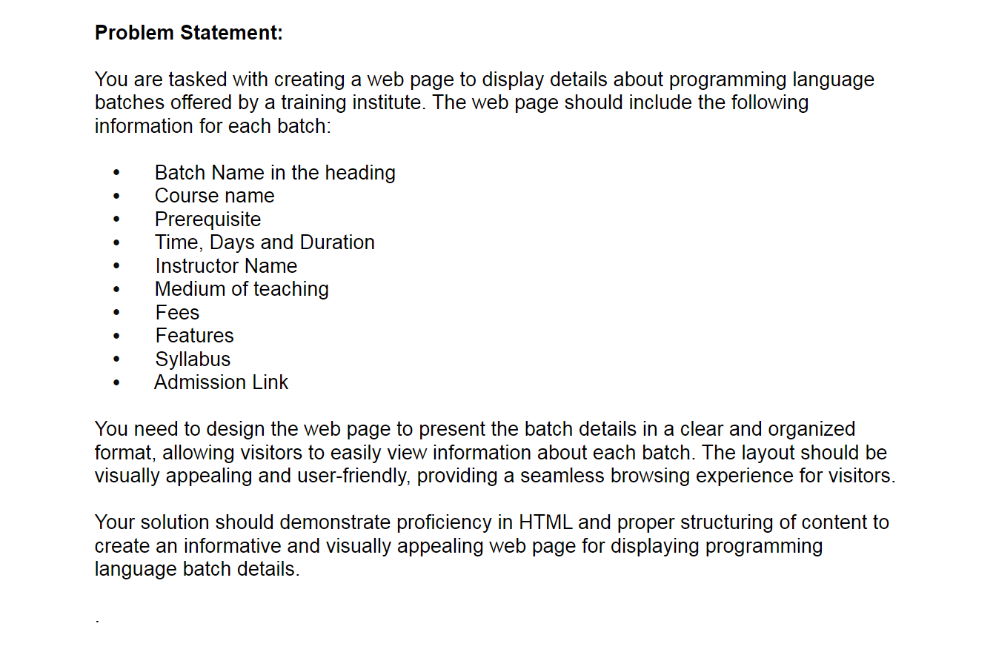 Problem Statement:
You are tasked with creating a web page to display details about programming language
batches offered by a training institute. The web page should include the following
information for each batch:
• Batch Name in the heading
• Course name
• Prerequisite
• Time, Days and Duration
• Instructor Name
• Medium of teaching
• Fees
• Features
• Syllabus
• Admission Link
You need to design the web page to present the batch details in a clear and organized
format, allowing visitors to easily view information about each batch. The layout should be
visually appealing and user-friendly, providing a seamless browsing experience for visitors.
Your solution should demonstrate proficiency in HTML and proper structuring of content to
create an informative and visually appealing web page for displaying programming
language batch details.
.